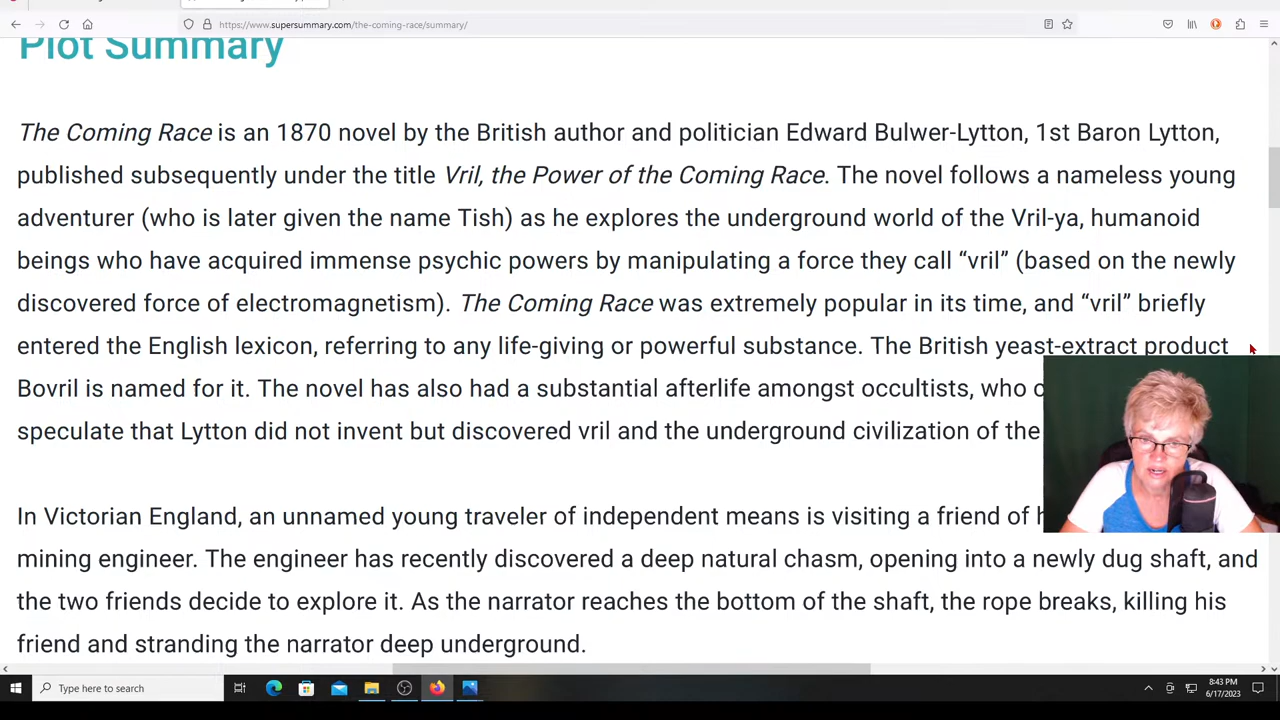 https://www.supersummary.com/the-coming-race/summary/
Plot Summary
The Coming Race is an 1870 novel by the British author and politician Edward Bulwer-Lytton, 1st Baron Lytton,
published subsequently under the title Vril, the Power of the Coming Race. The novel follows a nameless young
adventurer (who is later given the name Tish) as he explores the underground world of the Vril-ya, humanoid
beings who have acquired immense psychic powers by manipulating a force they call “vril” (based on the newly
discovered force of electromagnetism). The Coming Race was extremely popular in its time, and “vril” briefly
entered the English lexicon, referring to any life-giving or powerful substance. The British yeast-extract product
Bovril is named for it. The novel has also had a substantial afterlife amongst occultists, who
speculate that Lytton did not invent but discovered vril and the underground civilization of the
In Victorian England, an unnamed young traveler of independent means is visiting a friend of
mining engineer. The engineer has recently discovered a deep natural chasm, opening into a newly dug shaft, and
the two friends decide to explore it. As the narrator reaches the bottom of the shaft, the rope breaks, killing his
friend and stranding the narrator deep underground.
Type here to search
8:43 PM
6/17/2023